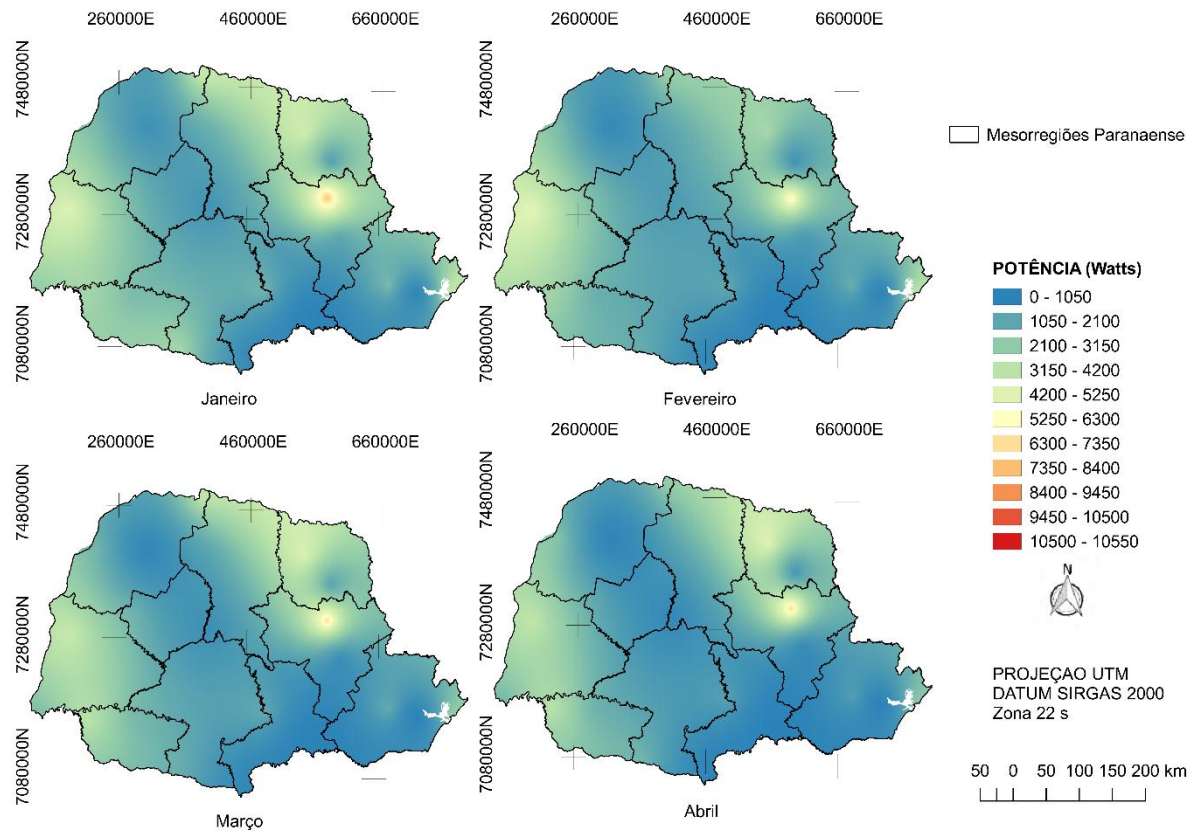 260000E 460000E 660000E
260000E 460000E 660000E
7480000N
7280000N
7080000N
7480000N
7280000N
7080000N
Janeiro
Fevereiro
260000E 460000E 660000E
260000E 460000E 660000E
7480000N
7280000N
7080000N
7480000N
7280000N
7080000N
Março
Abril
Mesorregiões Paranaense
POTÊNCIA (Watts)
0 - 1050
1050 - 2100
2100 - 3150
3150 - 4200
4200 - 5250
5250 - 6300
6300 - 7350
7350 - 8400
8400 - 9450
9450 - 10500
10500 - 10550
N
PROJEÇAO UTM
DATUM SIRGAS 2000
Zona 22 s
50 0 50 100 150 200 km